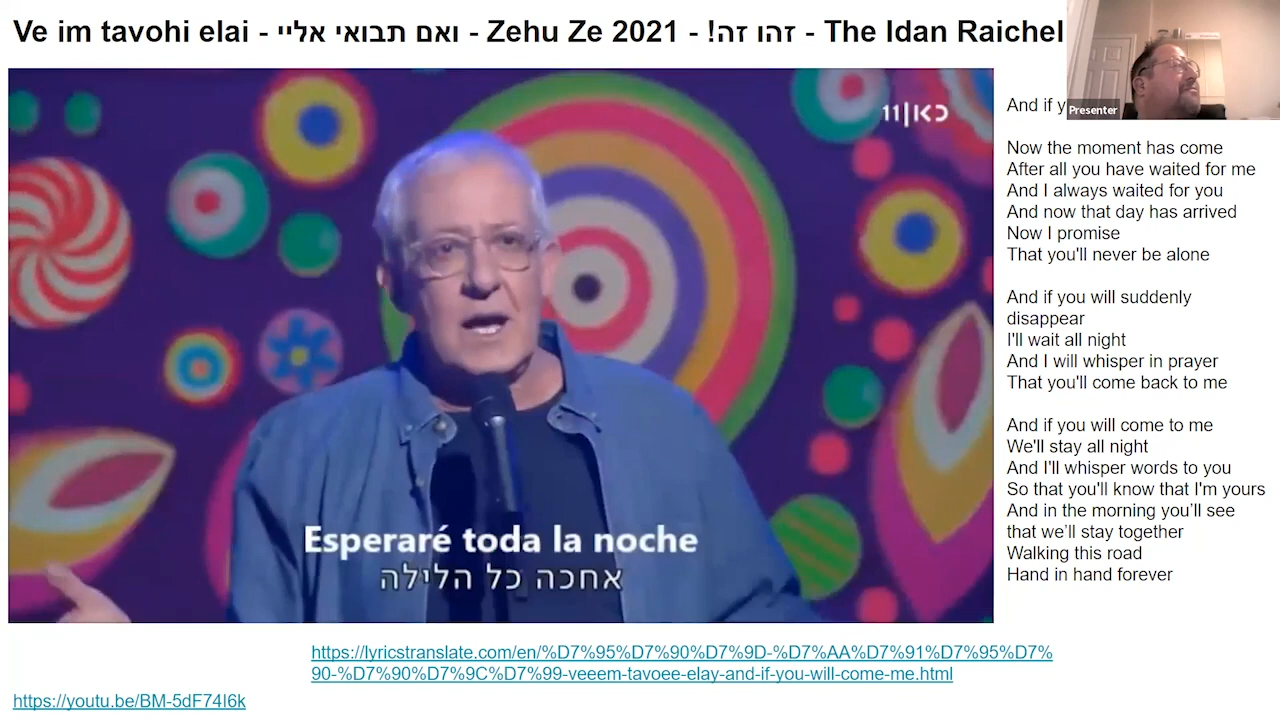 Ve im tavohi elai - ואם תבואי אליי - Zehu Ze 2021 - זהו זה! - The Idan Raichel
כאן|11
And if y
Presenter
Now the moment has come
After all you have waited for me
And I always waited for you
And now that day has arrived
Now I promise
That you'll never be alone
And if you will suddenly
disappear
I'll wait all night
And I will whisper in prayer
That you'll come back to me
And if you will come to me
We'll stay all night
And I'll whisper words to you
So that you'll know that I'm yours
And in the morning you’ll see
that we’ll stay together
Walking this road
Hand in hand forever
Esperaré toda la noche
אחכה כל הלילה
https://lyricstranslate.com/en/%D7%95%D7%90%D7%9D-%D7%AA%D7%91%D7%95%D7%
90-%D7%90%D7%9C%D7%99-veeem-tavoee-elay-and-if-you-will-come-me.html
https://youtu.be/BM-5dF74I6k